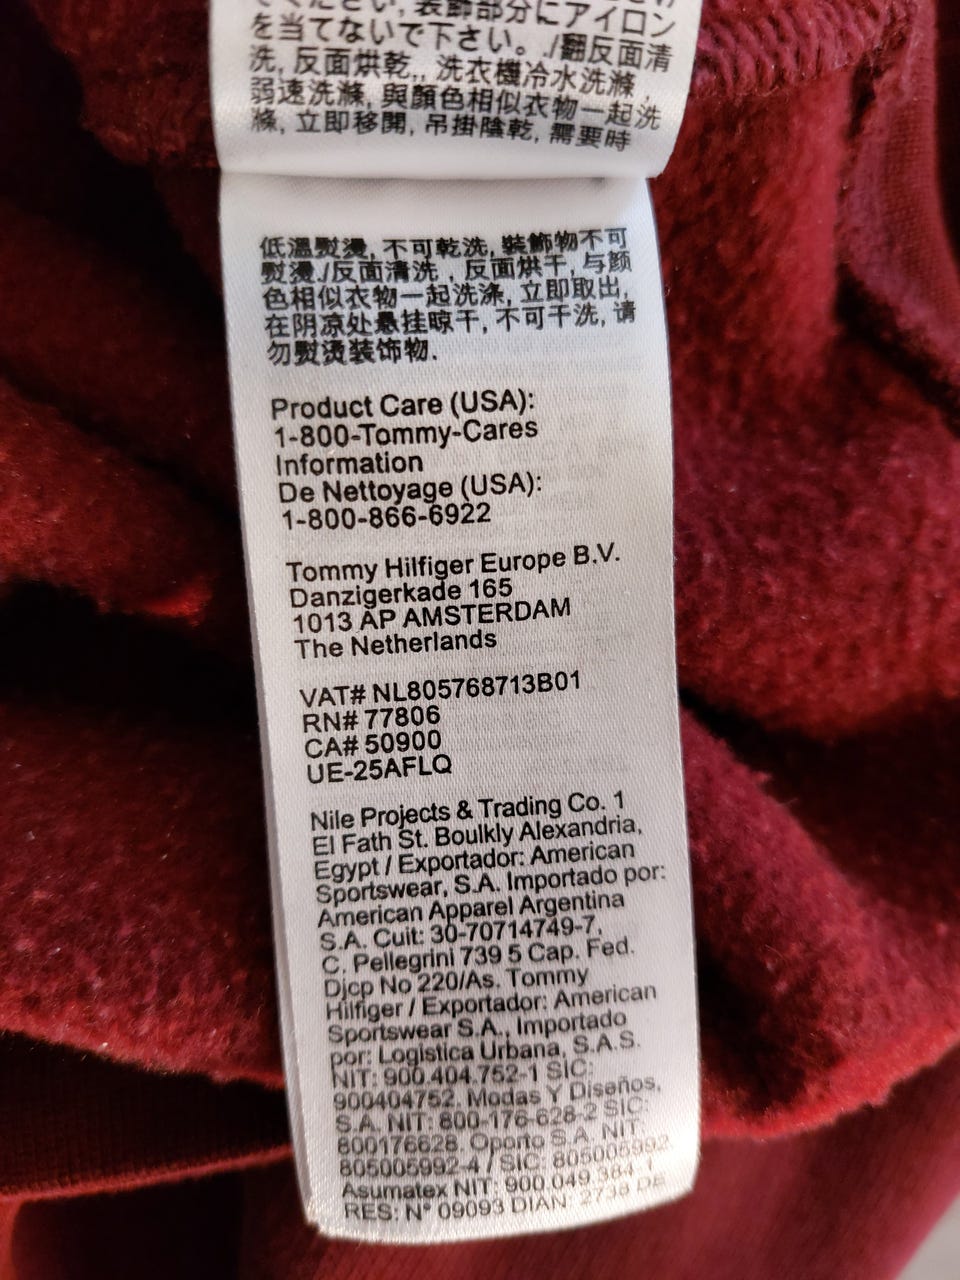 てください, 装飾部分にアイロン
を当てないで下さい。./翻反面清
洗, 反面烘乾,, 洗衣機冷水洗滌 ,
弱速洗滌, 與顏色相似衣物一起洗
滌, 立即移開, 吊掛陰乾, 需要時
低溫熨燙, 不可乾洗, 裝飾物不可
熨燙./反面清洗 , 反面烘干, 与颜
色相似衣物一起洗涤, 立即取出,
在阴凉处悬挂晾干, 不可干洗, 请
勿熨烫装饰物.
Product Care (USA):
1-800-Tommy-Cares
Information
De Nettoyage (USA):
1-800-866-6922
Tommy Hilfiger Europe B.V.
Danzigerkade 165
1013 AP AMSTERDAM
The Netherlands
VAT# NL805768713B01
RN# 77806
CA# 50900
UE-25AFLQ
Nile Projects & Trading Co. 1
El Fath St. Boulkly Alexandria,
Egypt / Exportador: American
Sportswear, S.A. Importado por:
American Apparel Argentina
S.A. Cuit: 30-70714749-7,
C. Pellegrini 739 5 Cap. Fed.
Djcp No 220/As. Tommy
Hilfiger / Exportador: American
Sportswear S.A., Importado
por: Logistica Urbana, S.A.S.
NIT: 900.404.752-1 SIC:
900404752. Modas Y Diseños,
S.A. NIT: 800-176-628-2 SIC:
800176628. Oporto S.A. NIT:
805005992-4 / SIC: 805005992
Asumatex NIT: 900.049.384 1
RES: N° 09093 DIAN: 2738 DE